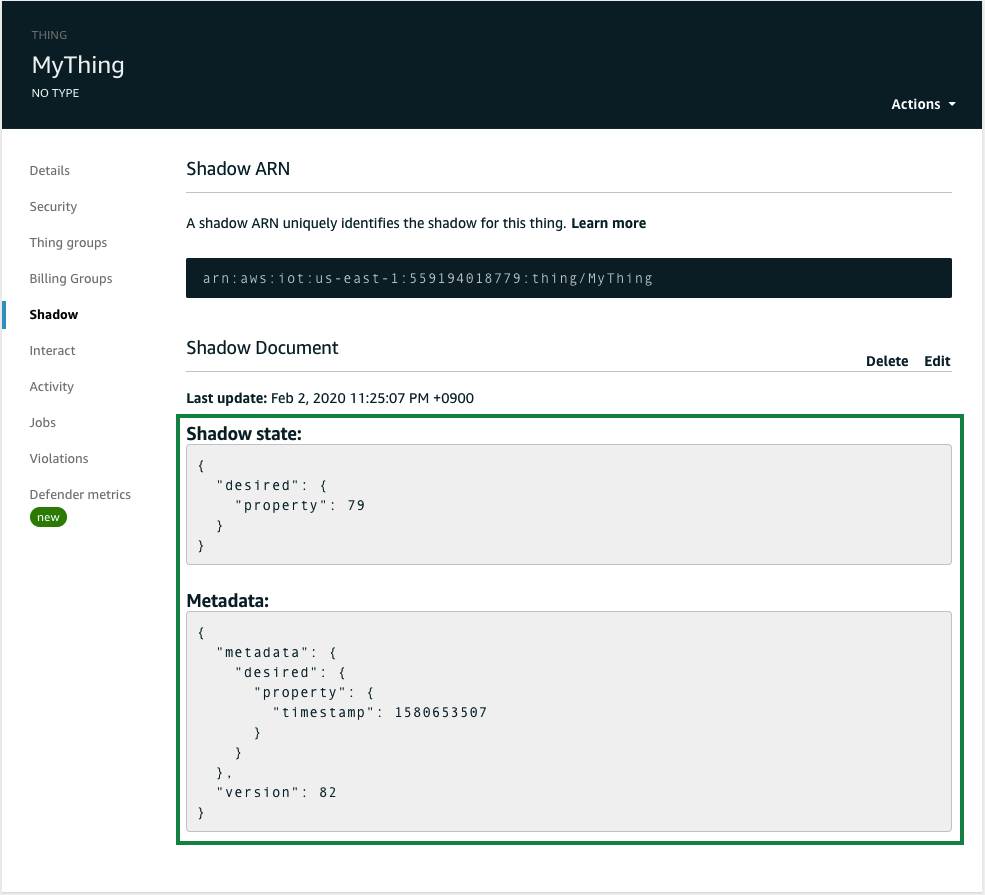 THING
MyThing
NO TYPE
Actions
Details
Security
Thing groups
Billing Groups
Shadow
Interact
Activity
Jobs
Violations
Defender metrics
new
Shadow ARN
A shadow ARN uniquely identifies the shadow for this thing. Learn more
arn:aws:iot:us-east-1:559194018779:thing/MyThing
Shadow Document
Delete Edit
Last update: Feb 2, 2020 11:25:07 PM +0900
Shadow state:
{
  "desired": {
    "property": 79
  }
}
Metadata:
{
  "metadata": {
    "desired": {
      "property": {
        "timestamp": 1580653507
      }
    }
  },
  "version": 82
}